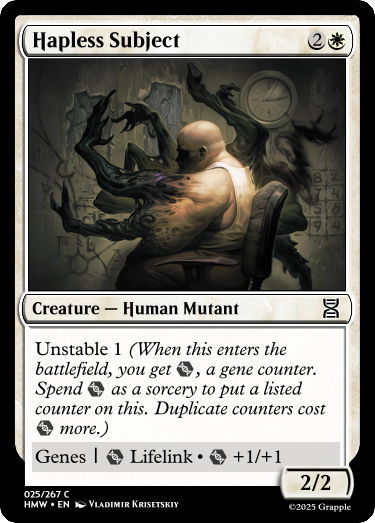 Hapless Subject 2
Creature — Human Mutant
Unstable 1 (When this enters the
battlefield, you get , a gene counter.
Spend as a sorcery to put a listed
counter on this. Duplicate counters cost
more.)
Genes | Lifelink • +1/+1
2/2
025/267 C
HMW • EN Vladimir Krisetskiy
©2025 Grapple